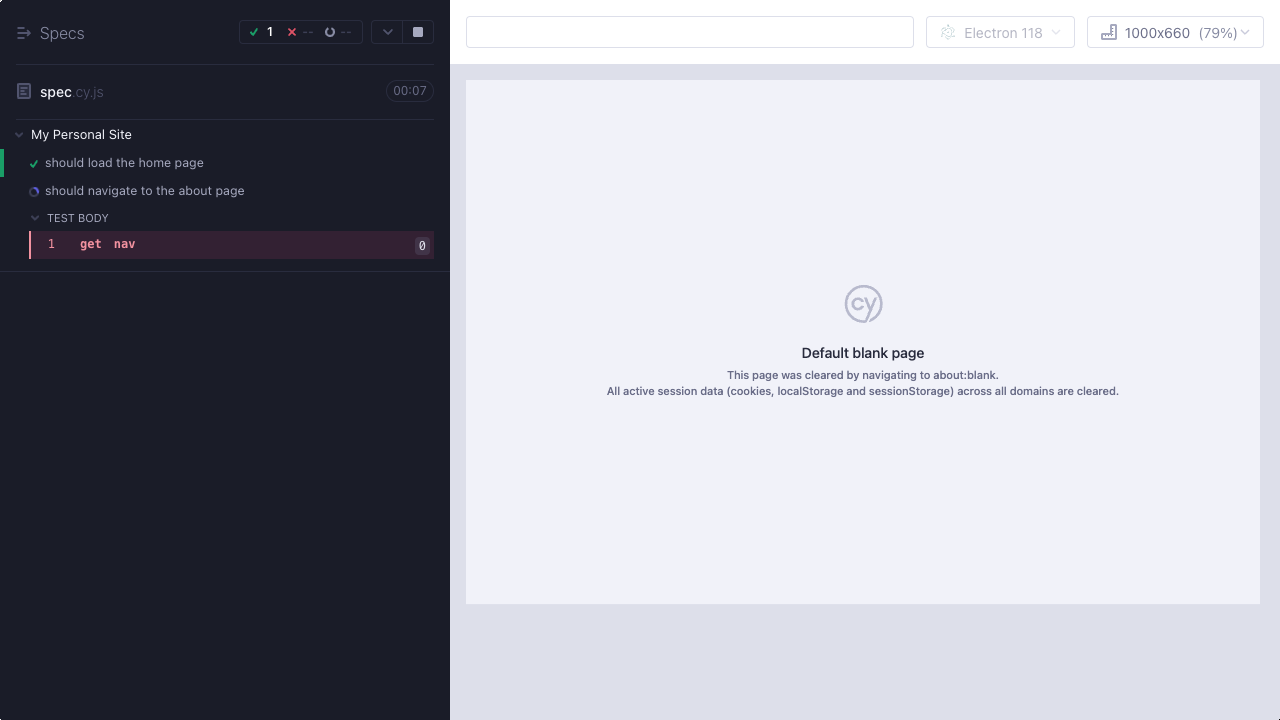 Specs
1 -- --
Electron 118
1000x660 (79%)
spec.cy.js
00:07
My Personal Site
should load the home page
should navigate to the about page
TEST BODY
1 get nav 0
cy
Default blank page
This page was cleared by navigating to about:blank.
All active session data (cookies, localStorage and sessionStorage) across all domains are cleared.